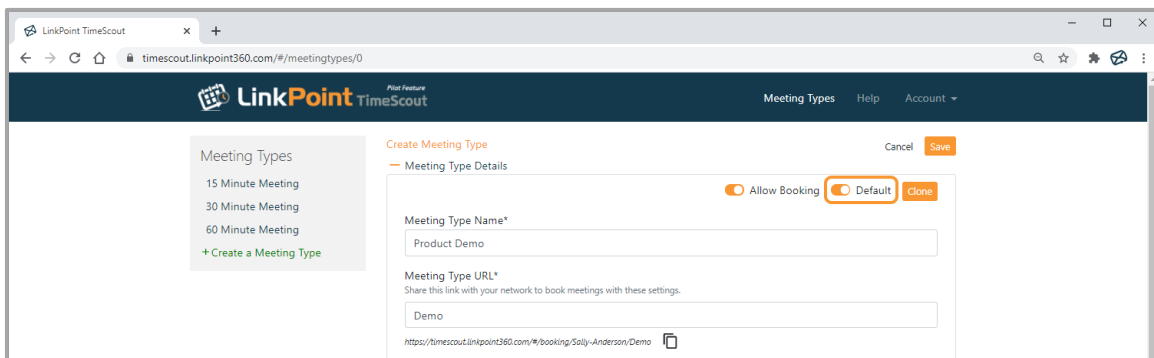 LinkPoint TimeScout
timescout.linkpoint360.com/#/meetingtypes/0
LinkPoint TimeScout Pilot Feature
Meeting Types Help Account
Meeting Types
15 Minute Meeting
30 Minute Meeting
60 Minute Meeting
+ Create a Meeting Type
Create Meeting Type
Cancel Save
Meeting Type Details
Allow Booking Default Clone
Meeting Type Name*
Product Demo
Meeting Type URL*
Share this link with your network to book meetings with these settings.
Demo
https://timescout.linkpoint360.com/#/booking/Sally-Anderson/Demo